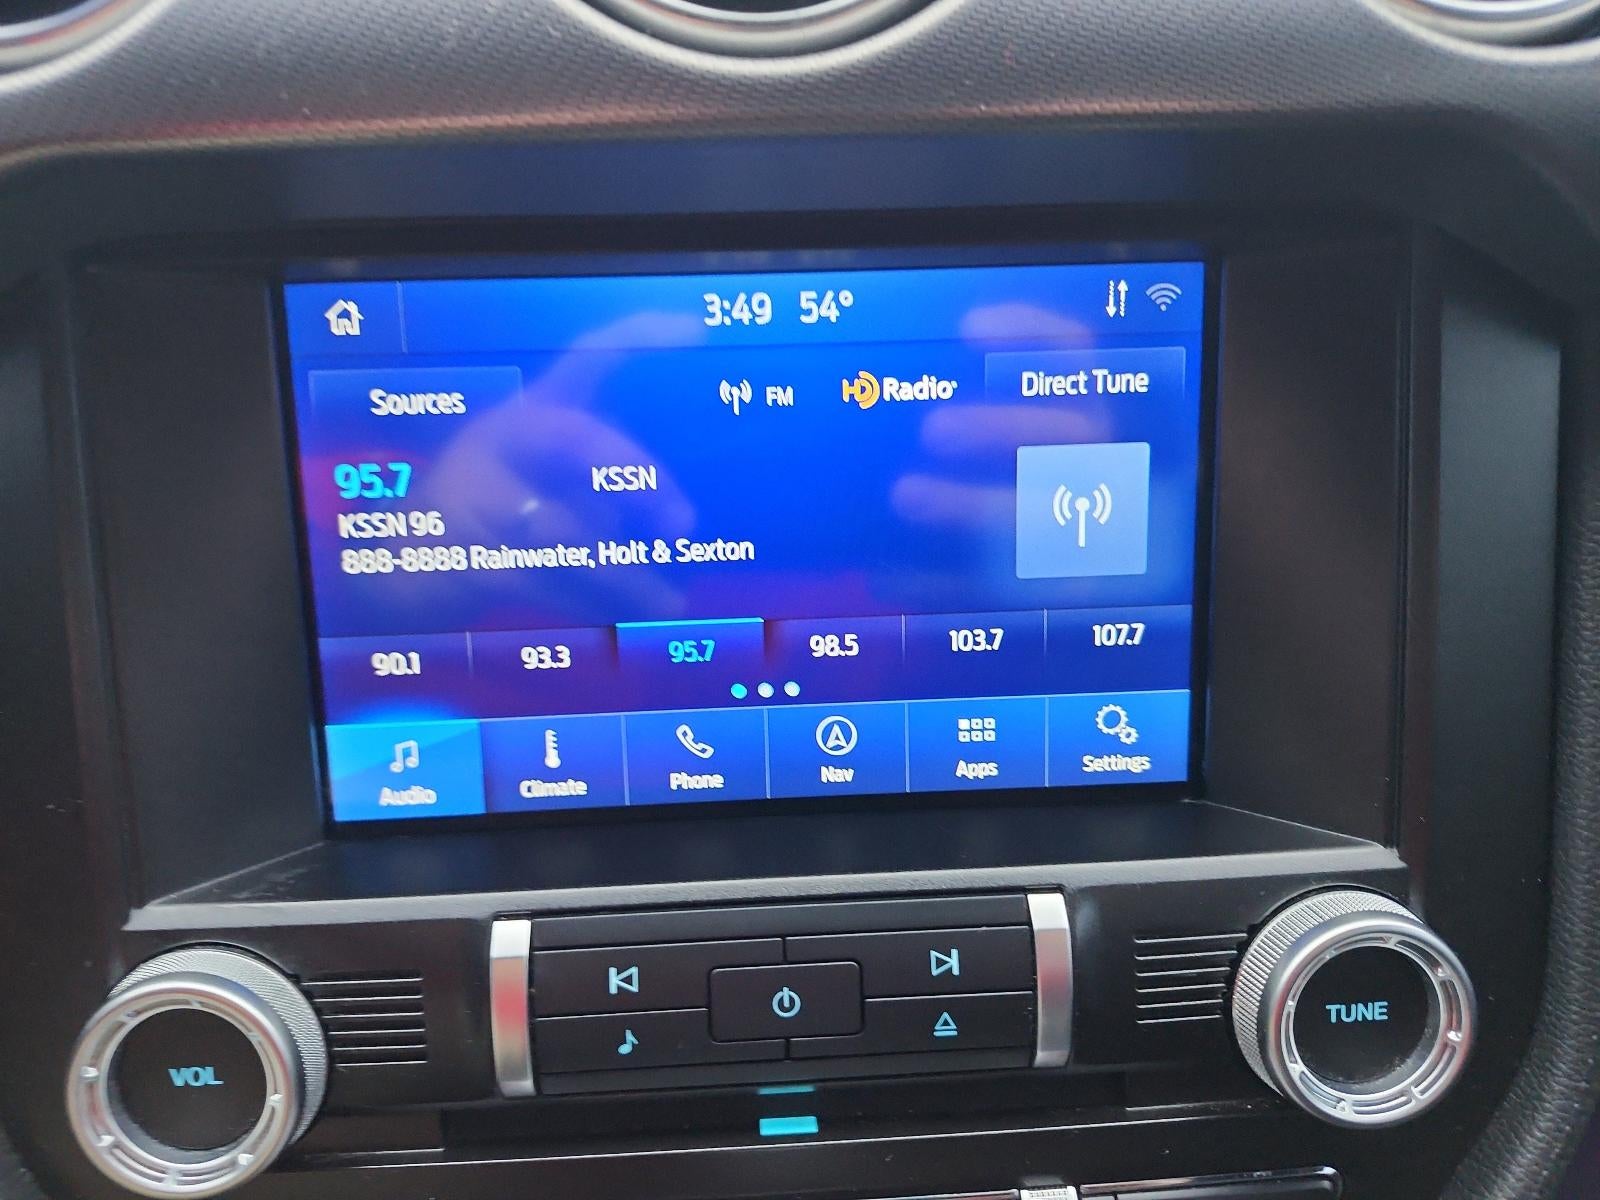 3:49 54°
Sources
FM
HD Radio
Direct Tune
95.7
KSSN
KSSN 96
888-8888 Rainwater, Holt & Sexton
90.1
93.3
95.7
98.5
103.7
107.7
Audio
Climate
Phone
Nav
Apps
Settings
VOL
TUNE